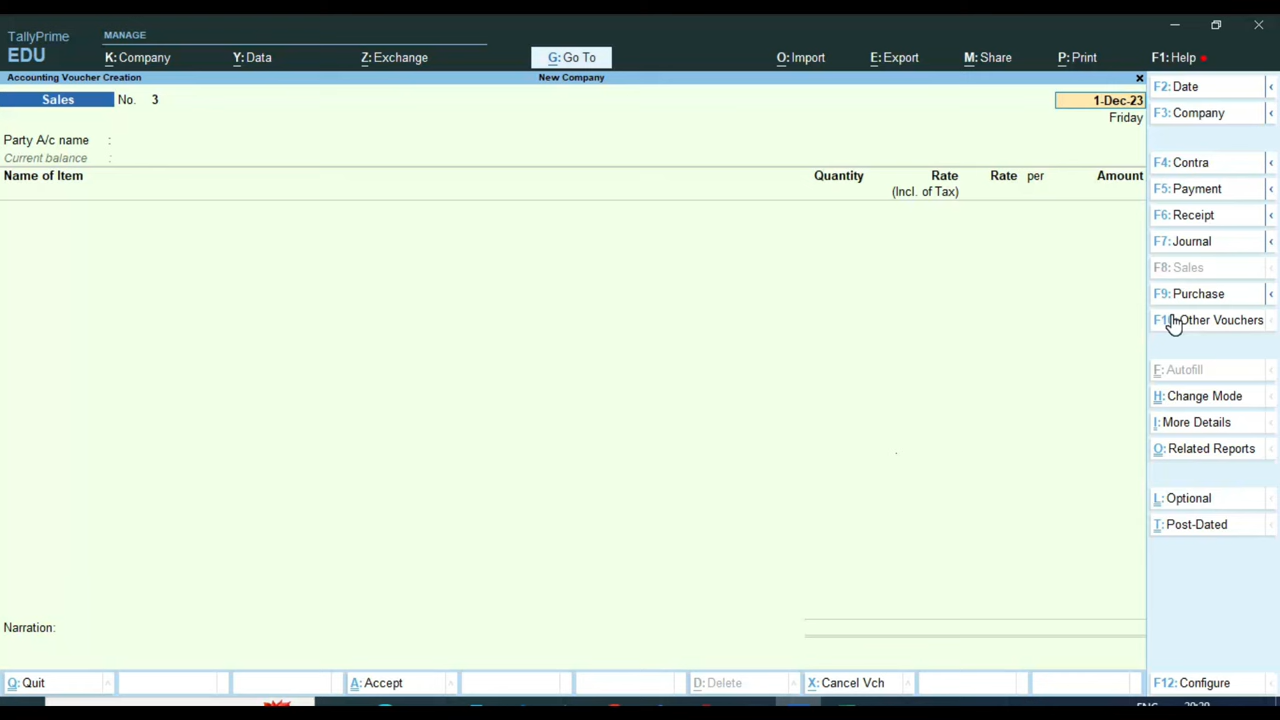 TallyPrime
EDU
MANAGE
K: Company
Y: Data
Z: Exchange
G: Go To
O: Import
E: Export
M: Share
P: Print
F1: Help
Accounting Voucher Creation
New Company
Sales No. 3
1-Dec-23
Friday
Party A/c name :
Current balance :
Name of Item
Quantity
Rate
(Incl. of Tax)
Rate per
Amount
Narration:
F2: Date
F3: Company
F4: Contra
F5: Payment
F6: Receipt
F7: Journal
F8: Sales
F9: Purchase
Other Vouchers
F: Autofill
H: Change Mode
I: More Details
O: Related Reports
L: Optional
T: Post-Dated
Q: Quit
A: Accept
D: Delete
X: Cancel Vch
F12: Configure